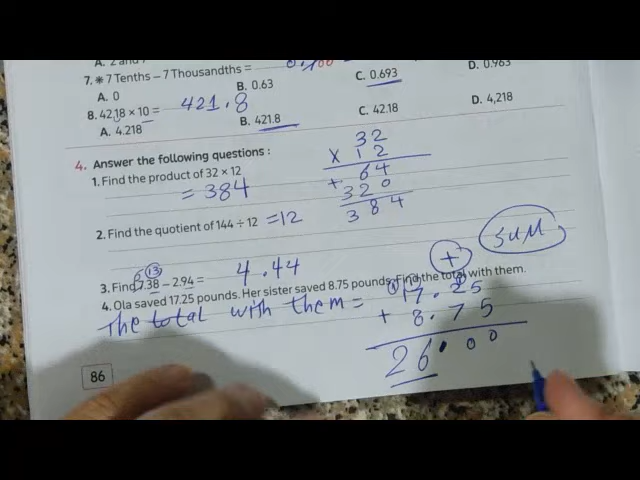 A. 2 and 7
7. * 7 Tenths – 7 Thousandths =
A. 0
B. 0.63
C. 0.693
D. 0.963
8. 42.18 × 10 = 421.8
A. 4.218
B. 421.8
C. 42.18
D. 4,218
4. Answer the following questions :
1. Find the product of 32 × 12
= 384
32
× 12
64
+ 320
384
2. Find the quotient of 144 ÷ 12 = 12
+ SUM
3. Find 7.38 – 2.94 = 4.44
13
4. Ola saved 17.25 pounds. Her sister saved 8.75 pounds. Find the total with them.
The total with them =
17.25
+ 8.75
26.00
86